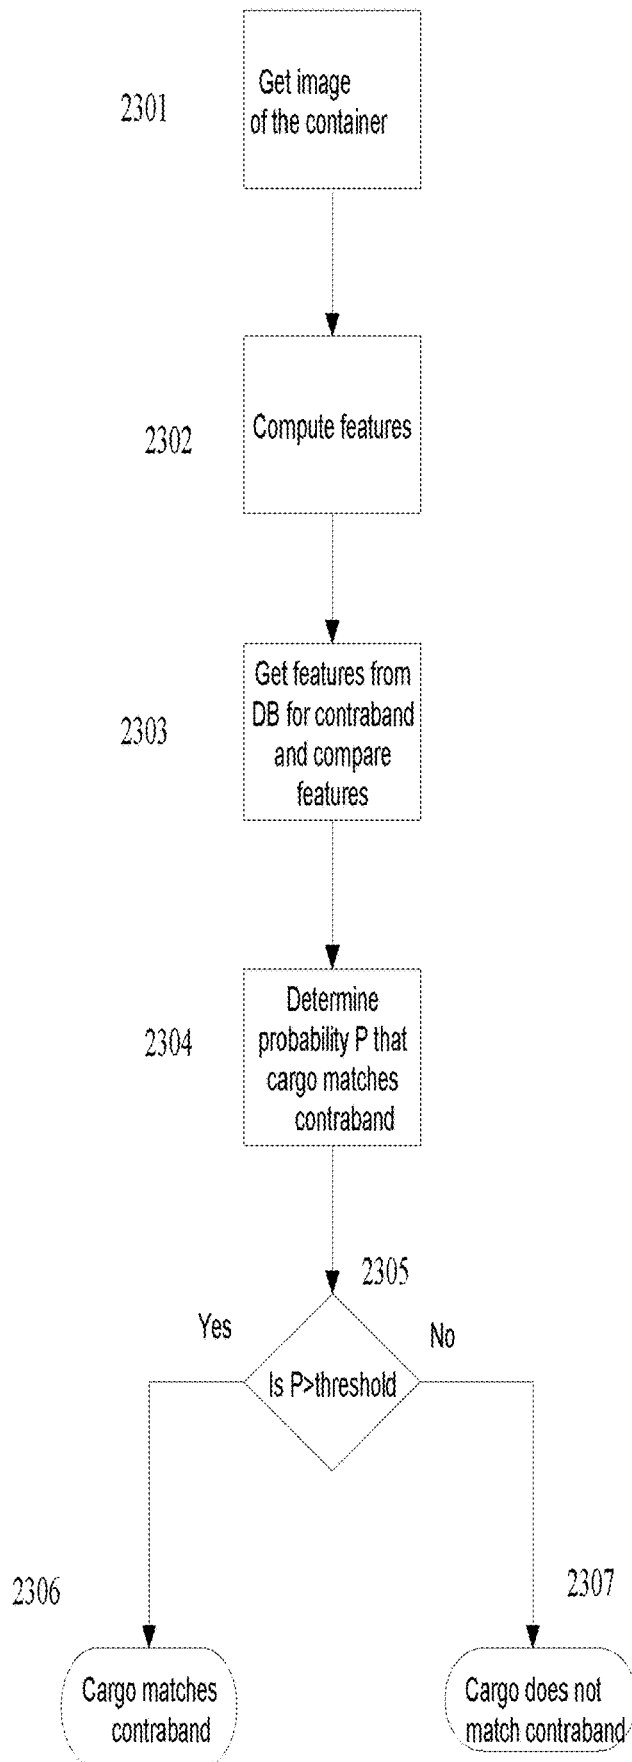 2301
Get image
of the container
2302
Compute features
2303
Get features from
DB for contraband
and compare
features
2304
Determine
probability P that
cargo matches
contraband
2305
Yes
No
Is P>threshold
2306
2307
Cargo matches
contraband
Cargo does not
match contraband